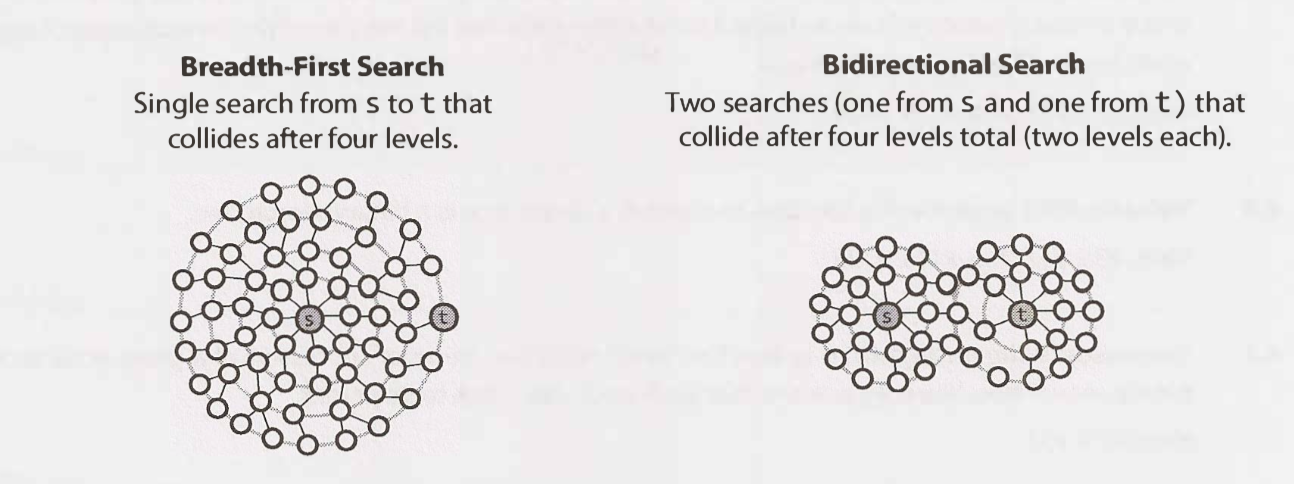 Breadth-First Search
Single search from s to t that
collides after four levels.
s
t
Bidirectional Search
Two searches (one from s and one from t) that
collide after four levels total (two levels each).
s
t